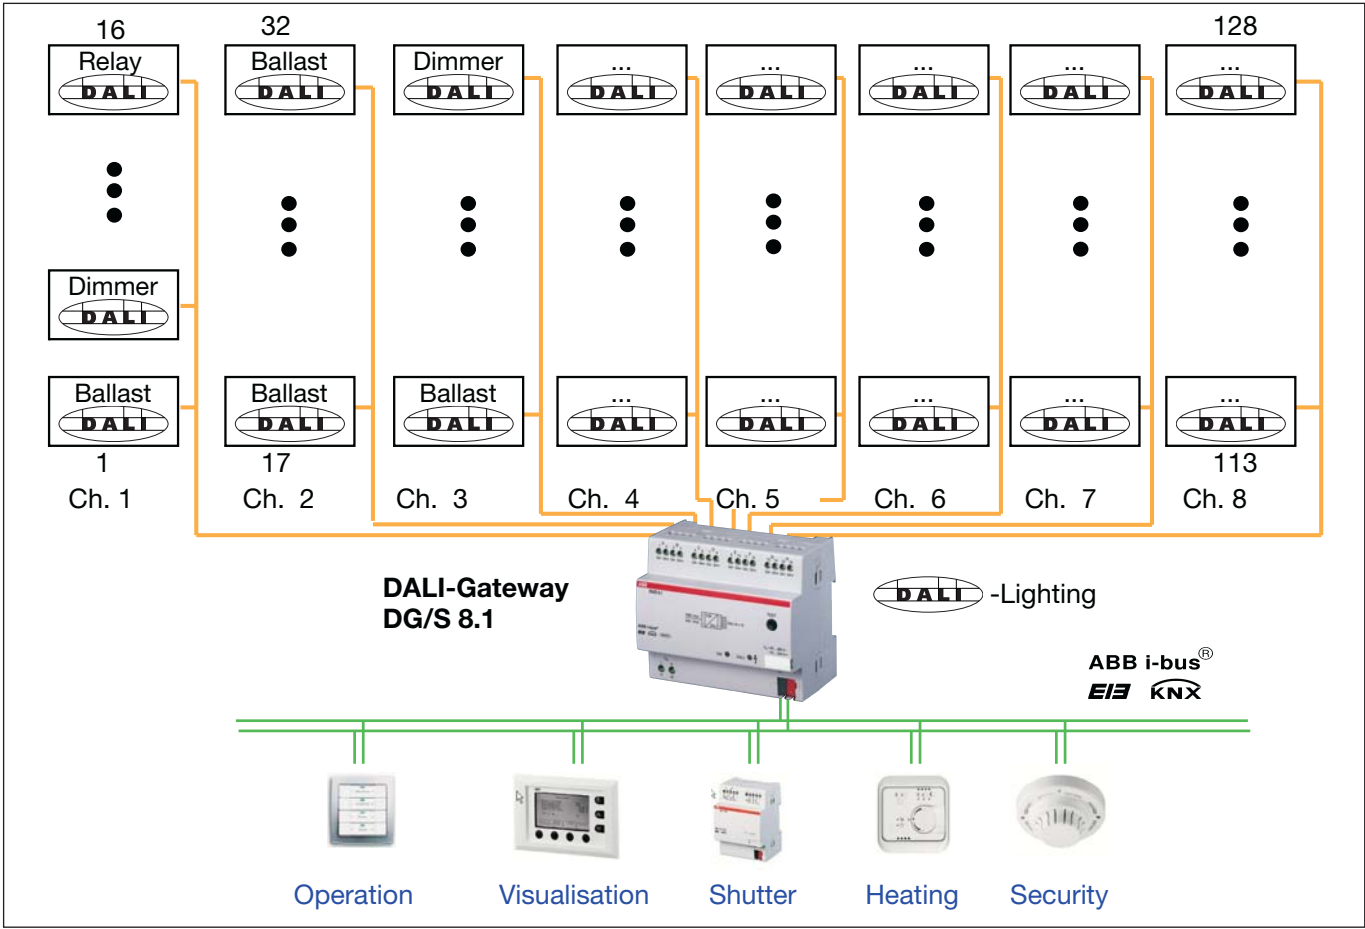 16 32 128
Relay Ballast Dimmer ... ... ... ... ...
DALI DALI DALI DALI DALI DALI DALI DALI
Dimmer
DALI
Ballast Ballast Ballast ... ... ... ... ...
DALI DALI DALI DALI DALI DALI DALI DALI
1 17 113
Ch. 1 Ch. 2 Ch. 3 Ch. 4 Ch. 5 Ch. 6 Ch. 7 Ch. 8
DALI-Gateway
DG/S 8.1
ABB
DALI -Lighting
ABB i-bus®
EIB KNX
Operation Visualisation Shutter Heating Security